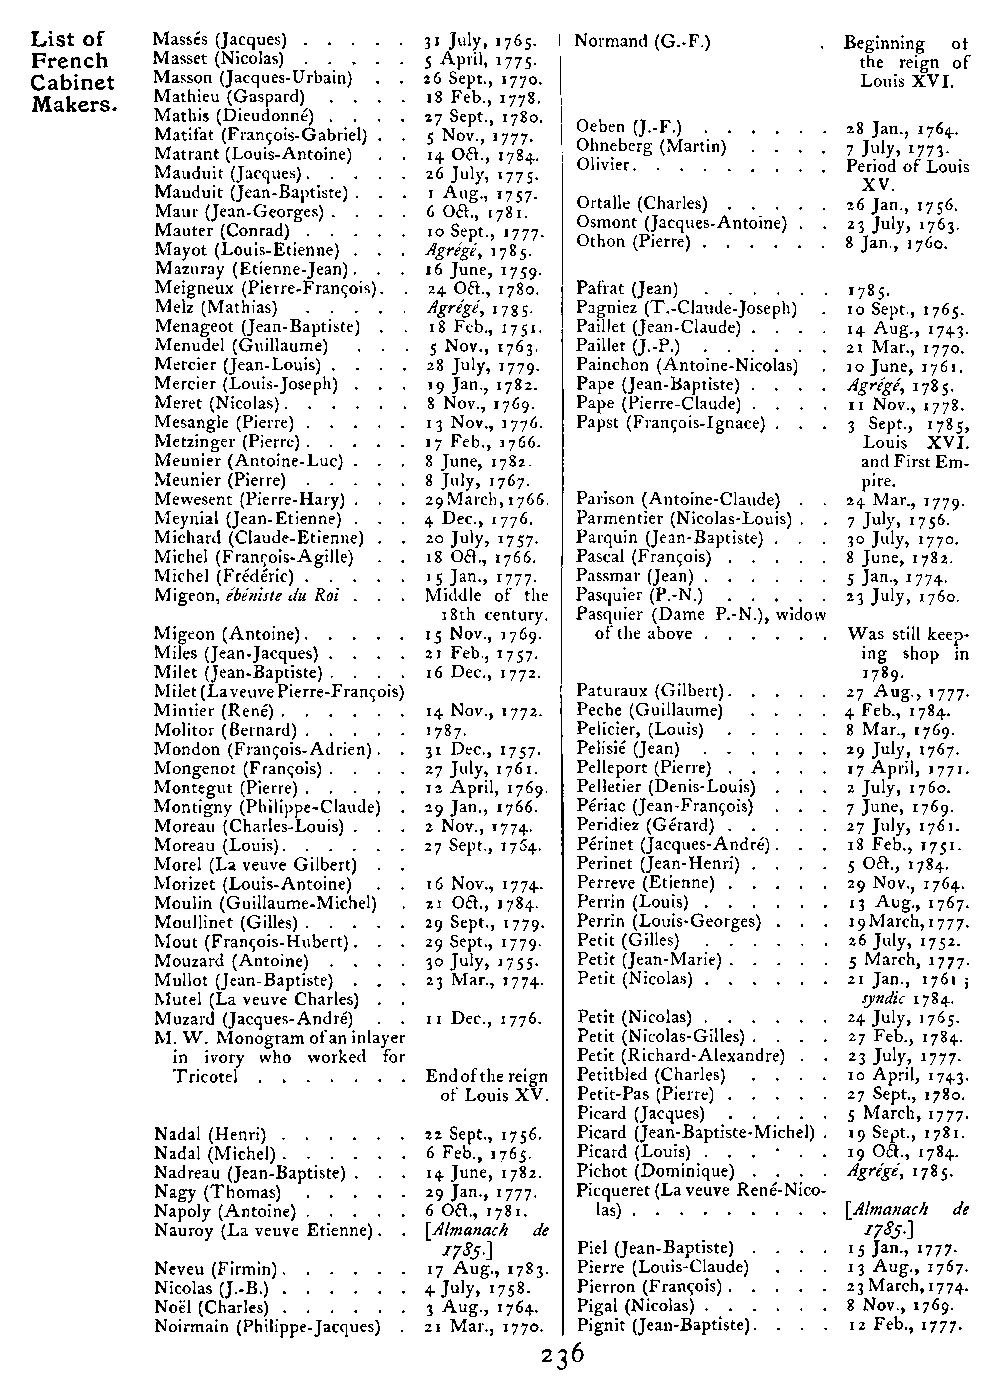 List of
French
Cabinet
Makers.
Massés (Jacques) . . . . . 31 July, 1765.
Masset (Nicolas) . . . . . 5 April, 1775.
Masson (Jacques-Urbain) . . 26 Sept., 1770.
Mathieu (Gaspard) . . . . 18 Feb., 1778.
Mathis (Dieudonné) . . . . 27 Sept., 1780.
Matifat (François-Gabriel) . . 5 Nov., 1777.
Matrant (Louis-Antoine) . . 14 Oct., 1784.
Mauduit (Jacques) . . . . . 26 July, 1775.
Mauduit (Jean-Baptiste) . . . 1 Aug., 1757.
Maur (Jean-Georges) . . . . 6 Oct., 1781.
Mauter (Conrad) . . . . . 10 Sept., 1777.
Mayot (Louis-Etienne) . . . Agrégé, 1785.
Mazuray (Etienne-Jean) . . . 16 June, 1759.
Meigneux (Pierre-François) . . 24 Oct., 1780.
Melz (Mathias) . . . . . Agrégé, 1785.
Menageot (Jean-Baptiste) . . 18 Feb., 1751.
Menudel (Guillaume) . . . 5 Nov., 1763.
Mercier (Jean-Louis) . . . . 28 July, 1779.
Mercier (Louis-Joseph) . . . 19 Jan., 1782.
Meret (Nicolas) . . . . . . 8 Nov., 1769.
Mesangle (Pierre) . . . . . 13 Nov., 1776.
Metzinger (Pierre) . . . . . 17 Feb., 1766.
Meunier (Antoine-Luc) . . . 8 June, 1782.
Meunier (Pierre) . . . . . 8 July, 1767.
Mewesent (Pierre-Hary) . . . 29 March, 1766.
Meynial (Jean-Etienne) . . . 4 Dec., 1776.
Michard (Claude-Etienne) . . 20 July, 1757.
Michel (François-Agille) . . 18 Oct., 1766.
Michel (Frédéric) . . . . . 15 Jan., 1777.
Migeon, ébéniste du Roi . . . Middle of the
18th century.
Migeon (Antoine) . . . . . 15 Nov., 1769.
Miles (Jean-Jacques) . . . . 21 Feb., 1757.
Milet (Jean-Baptiste) . . . . 16 Dec., 1772.
Milet (La veuve Pierre-François)
Mintier (René) . . . . . . 14 Nov., 1772.
Molitor (Bernard) . . . . . 1787.
Mondon (François-Adrien) . . 31 Dec., 1757.
Mongenot (François) . . . . 27 July, 1761.
Montegut (Pierre) . . . . . 12 April, 1769.
Montigny (Philippe-Claude) . 29 Jan., 1766.
Moreau (Charles-Louis) . . . 2 Nov., 1774.
Moreau (Louis) . . . . . . 27 Sept., 1764.
Morel (La veuve Gilbert) . .
Morizet (Louis-Antoine) . . 16 Nov., 1774.
Moulin (Guillaume-Michel) . 21 Oct., 1784.
Moullinet (Gilles) . . . . . 29 Sept., 1779.
Mout (François-Hubert) . . . 29 Sept., 1779.
Mouzard (Antoine) . . . . 30 July, 1755.
Mullot (Jean-Baptiste) . . . 23 Mar., 1774.
Mutel (La veuve Charles) . .
Muzard (Jacques-André) . . 11 Dec., 1776.
M. W. Monogram of an inlayer
in ivory who worked for
Tricotel . . . . . . . End of the reign
of Louis XV.
Nadal (Henri) . . . . . . 22 Sept., 1756.
Nadal (Michel) . . . . . . 6 Feb., 1765.
Nadreau (Jean-Baptiste) . . . 14 June, 1782.
Nagy (Thomas) . . . . . 29 Jan., 1777.
Napoly (Antoine) . . . . . 6 Oct., 1781.
Nauroy (La veuve Etienne) . . [Almanach de
1785.]
Neveu (Firmin) . . . . . . 17 Aug., 1783.
Nicolas (J.-B.) . . . . . . 4 July, 1758.
Noël (Charles) . . . . . . 3 Aug., 1764.
Noirmain (Philippe-Jacques) . 21 Mar., 1770.
Normand (G.-F.) . Beginning ot
the reign of
Louis XVI.
Oeben (J.-F.) . . . . . . 28 Jan., 1764.
Ohneberg (Martin) . . . . 7 July, 1773.
Olivier . . . . . . . . . Period of Louis
XV.
Ortalle (Charles) . . . . . 26 Jan., 1756.
Osmont (Jacques-Antoine) . . 23 July, 1763.
Othon (Pierre) . . . . . . 8 Jan., 1760.
Pafrat (Jean) . . . . . . 1785.
Pagniez (T.-Claude-Joseph) . 10 Sept., 1765.
Paillet (Jean-Claude) . . . . 14 Aug., 1743.
Paillet (J.-P.) . . . . . . 21 Mar., 1770.
Painchon (Antoine-Nicolas) . 10 June, 1761.
Pape (Jean-Baptiste) . . . . Agrégé, 1785.
Pape (Pierre-Claude) . . . . 11 Nov., 1778.
Papst (François-Ignace) . . . 3 Sept., 1785,
Louis XVI.
and First Em-
pire.
Parison (Antoine-Claude) . . 24 Mar., 1779.
Parmentier (Nicolas-Louis) . . 7 July, 1756.
Parquin (Jean-Baptiste) . . . 30 July, 1770.
Pascal (François) . . . . . 8 June, 1782.
Passmar (Jean) . . . . . . 5 Jan., 1774.
Pasquier (P.-N.) . . . . . 23 July, 1760.
Pasquier (Dame P.-N.), widow
of the above . . . . . . Was still keep-
ing shop in
1789.
Paturaux (Gilbert) . . . . . 27 Aug., 1777.
Peche (Guillaume) . . . . 4 Feb., 1784.
Pelicier, (Louis) . . . . . 8 Mar., 1769.
Pelisié (Jean) . . . . . . 29 July, 1767.
Pelleport (Pierre) . . . . . 17 April, 1771.
Pelletier (Denis-Louis) . . . 2 July, 1760.
Périac (Jean-François) . . . 7 June, 1769.
Peridiez (Gérard) . . . . . 27 July, 1761.
Périnet (Jacques-André) . . . 18 Feb., 1751.
Perinet (Jean-Henri) . . . . 5 Oct., 1784.
Perreve (Etienne) . . . . . 29 Nov., 1764.
Perrin (Louis) . . . . . . 13 Aug., 1767.
Perrin (Louis-Georges) . . . 19 March, 1777.
Petit (Gilles) . . . . . . 26 July, 1752.
Petit (Jean-Marie) . . . . . 5 March, 1777.
Petit (Nicolas) . . . . . . 21 Jan., 1761 ;
syndic 1784.
Petit (Nicolas) . . . . . . 24 July, 1765.
Petit (Nicolas-Gilles) . . . . 27 Feb., 1784.
Petit (Richard-Alexandre) . . 23 July, 1777.
Petitbled (Charles) . . . . 10 April, 1743.
Petit-Pas (Pierre) . . . . . 27 Sept., 1780.
Picard (Jacques) . . . . . 5 March, 1777.
Picard (Jean-Baptiste-Michel) . 19 Sept., 1781.
Picard (Louis) . . . . . . 19 Oct., 1784.
Pichot (Dominique) . . . . Agrégé, 1785.
Picqueret (La veuve René-Nico-
las) . . . . . . . . . [Almanach de
1785.]
Piel (Jean-Baptiste) . . . . 15 Jan., 1777.
Pierre (Louis-Claude) . . . 13 Aug., 1767.
Pierron (François) . . . . . 23 March, 1774.
Pigal (Nicolas) . . . . . . 8 Nov., 1769.
Pignit (Jean-Baptiste) . . . . 12 Feb., 1777.
236